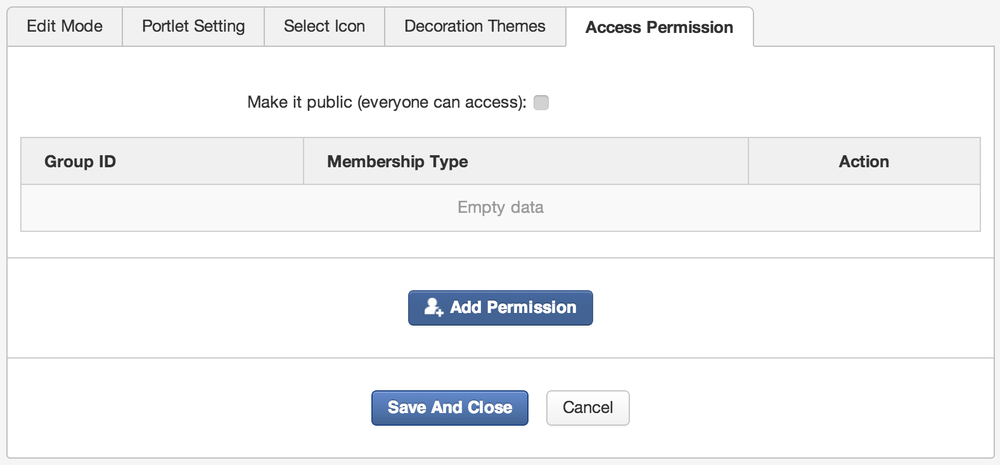 Edit Mode Portlet Setting Select Icon Decoration Themes Access Permission
Make it public (everyone can access):
Group ID Membership Type Action
Empty data
Add Permission
Save And Close Cancel